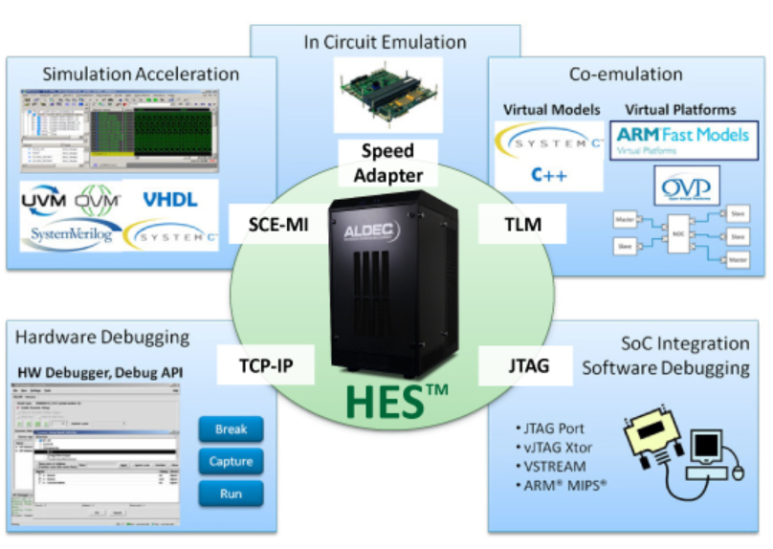 In Circuit Emulation
Speed
Adapter
Simulation Acceleration
UVM OVM VHDL
SystemVerilog SYSTEM C
SCE-MI
Co-emulation
Virtual Models Virtual Platforms
SYSTEM C
C++
ARM Fast Models
Virtual Platforms
OVP
Master
Slave
NOC
Slave
Slave
Master
TLM
ALDEC
HES™
Hardware Debugging
HW Debugger, Debug API
Break
Capture
Run
TCP-IP
JTAG
SoC Integration
Software Debugging
• JTAG Port
• vJTAG Xtor
• VSTREAM
• ARM® MIPS®